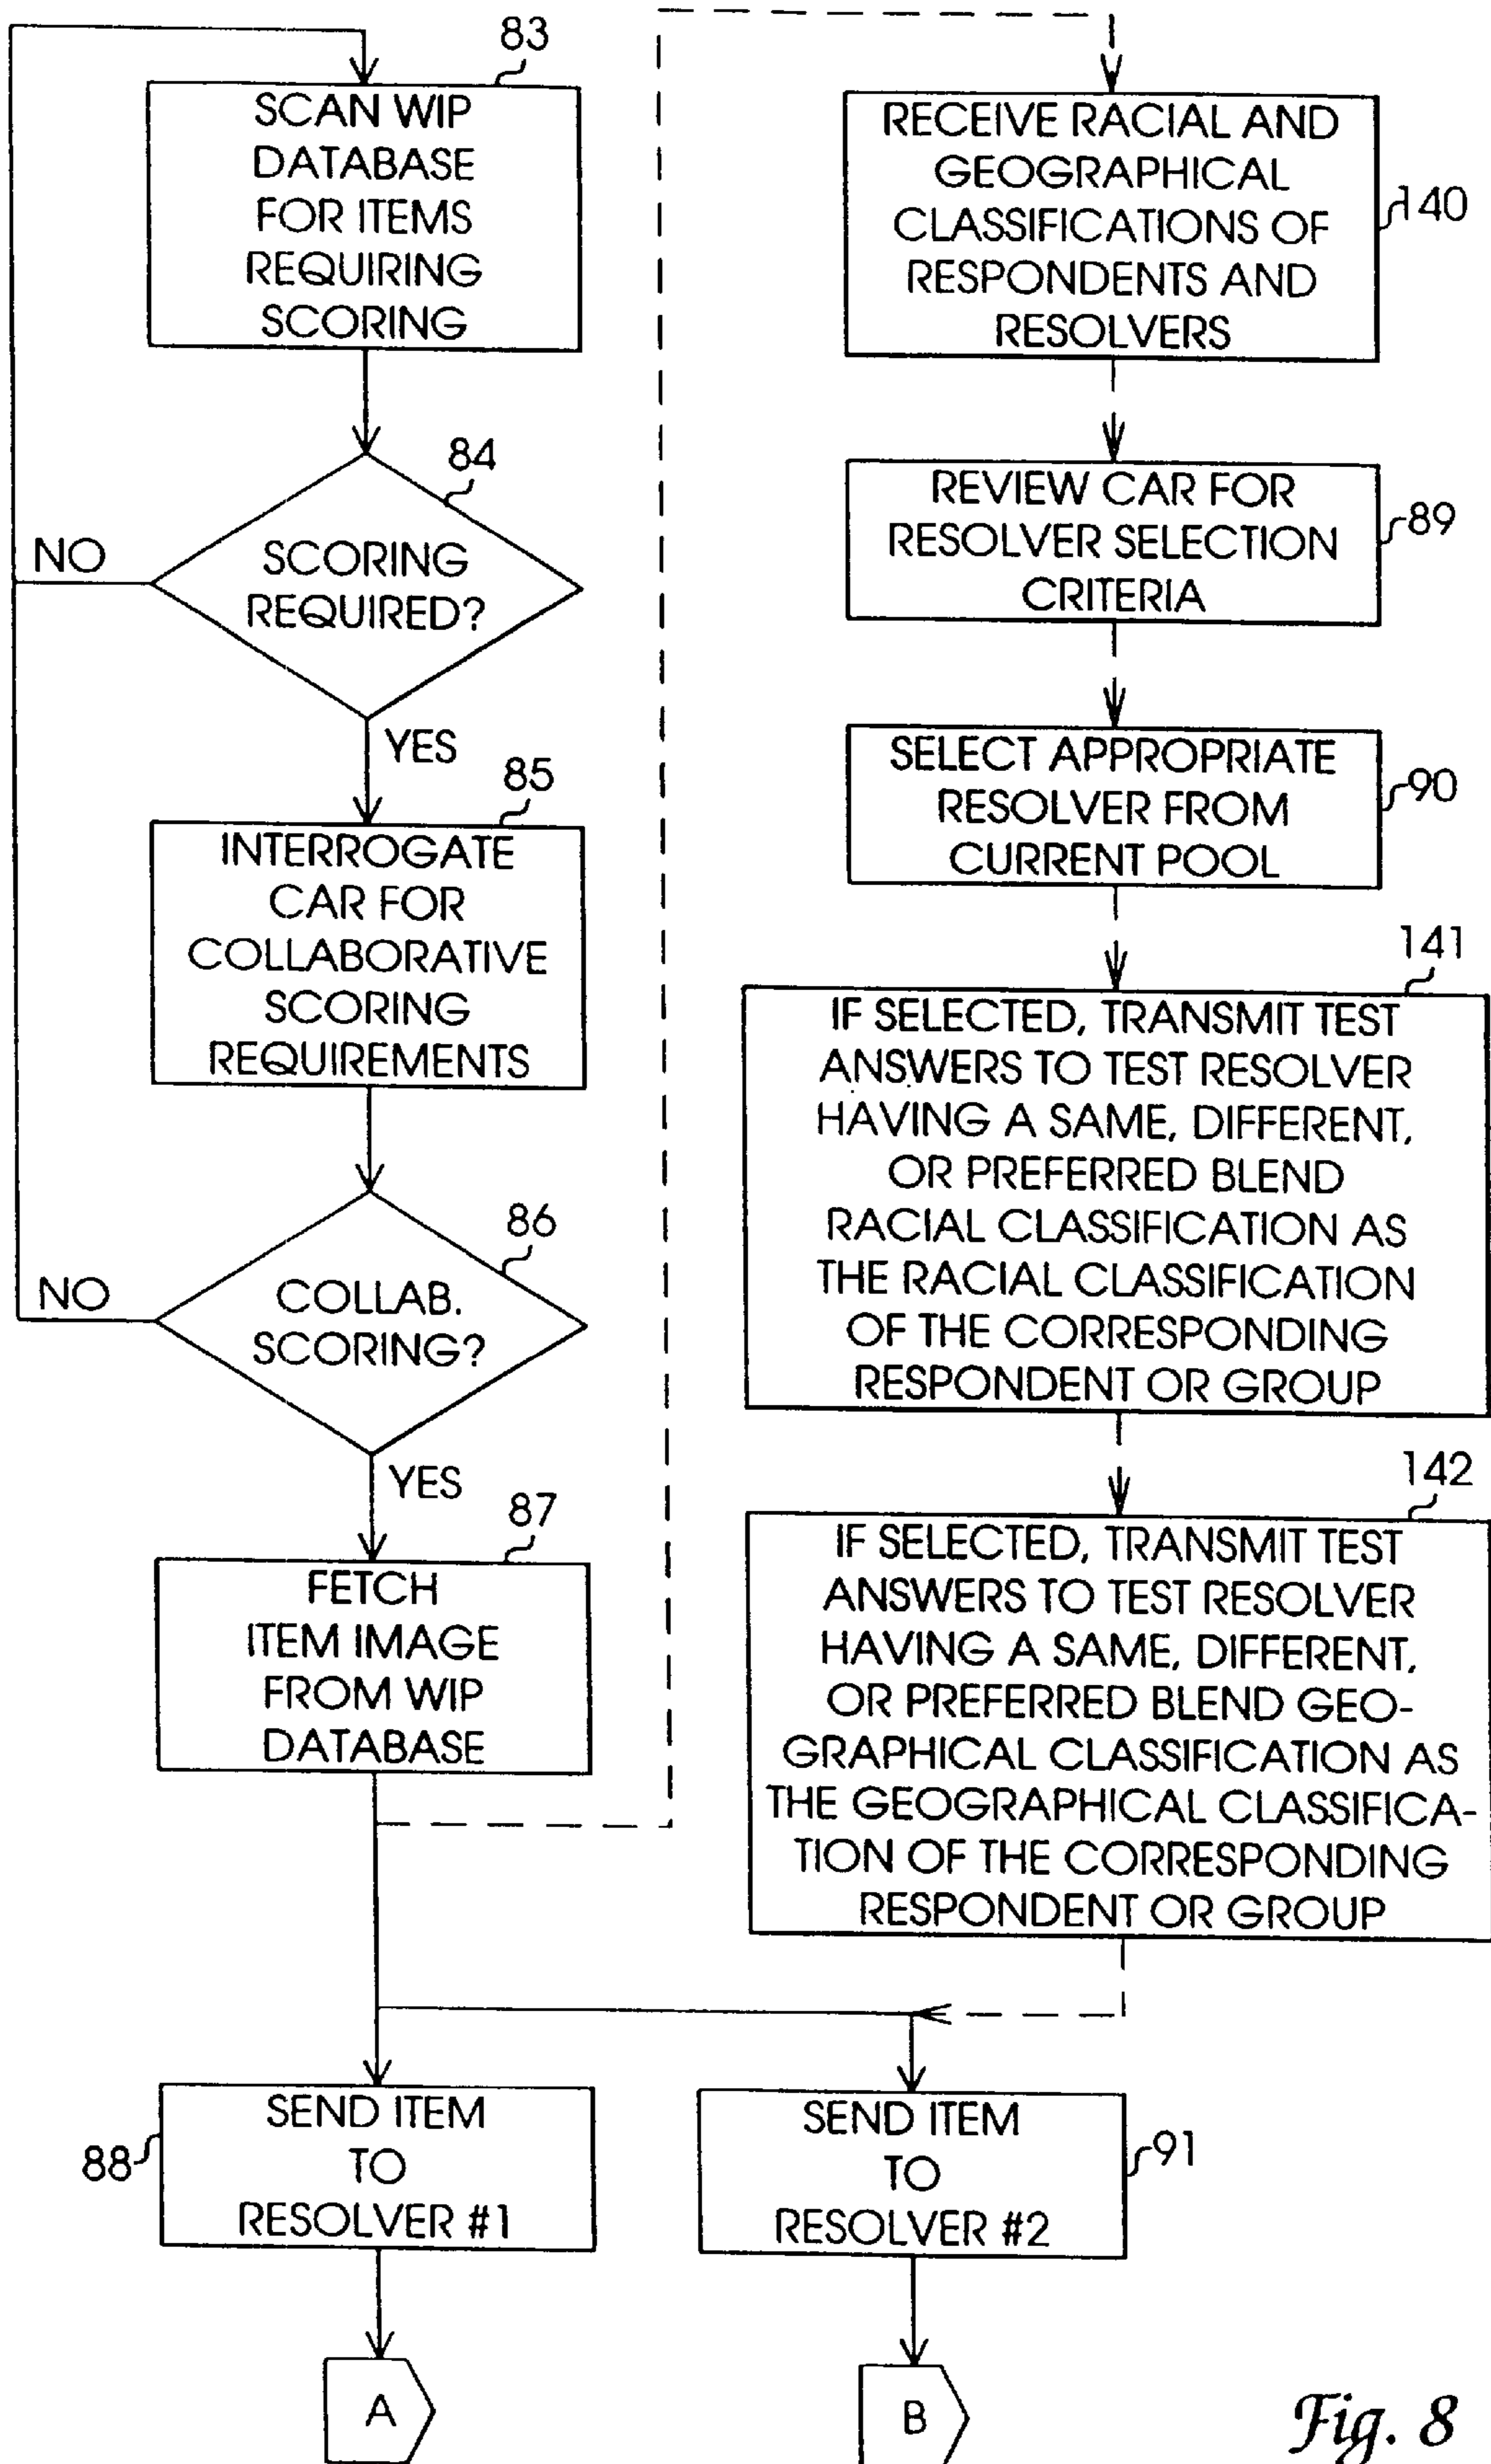 83
SCAN WIP
DATABASE
FOR ITEMS
REQUIRING
SCORING
84
NO
SCORING
REQUIRED?
YES
85
INTERROGATE
CAR FOR
COLLABORATIVE
SCORING
REQUIREMENTS
86
NO
COLLAB.
SCORING?
YES
87
FETCH
ITEM IMAGE
FROM WIP
DATABASE
RECEIVE RACIAL AND
GEOGRAPHICAL
CLASSIFICATIONS OF
RESPONDENTS AND
RESOLVERS
140
REVIEW CAR FOR
RESOLVER SELECTION
CRITERIA
89
SELECT APPROPRIATE
RESOLVER FROM
CURRENT POOL
90
141
IF SELECTED, TRANSMIT TEST
ANSWERS TO TEST RESOLVER
HAVING A SAME, DIFFERENT,
OR PREFERRED BLEND
RACIAL CLASSIFICATION AS
THE RACIAL CLASSIFICATION
OF THE CORRESPONDING
RESPONDENT OR GROUP
142
IF SELECTED, TRANSMIT TEST
ANSWERS TO TEST RESOLVER
HAVING A SAME, DIFFERENT,
OR PREFERRED BLEND GEO-
GRAPHICAL CLASSIFICATION AS
THE GEOGRAPHICAL CLASSIFICA-
TION OF THE CORRESPONDING
RESPONDENT OR GROUP
88
SEND ITEM
TO
RESOLVER #1
SEND ITEM
TO
RESOLVER #2
91
A
B
Fig. 8